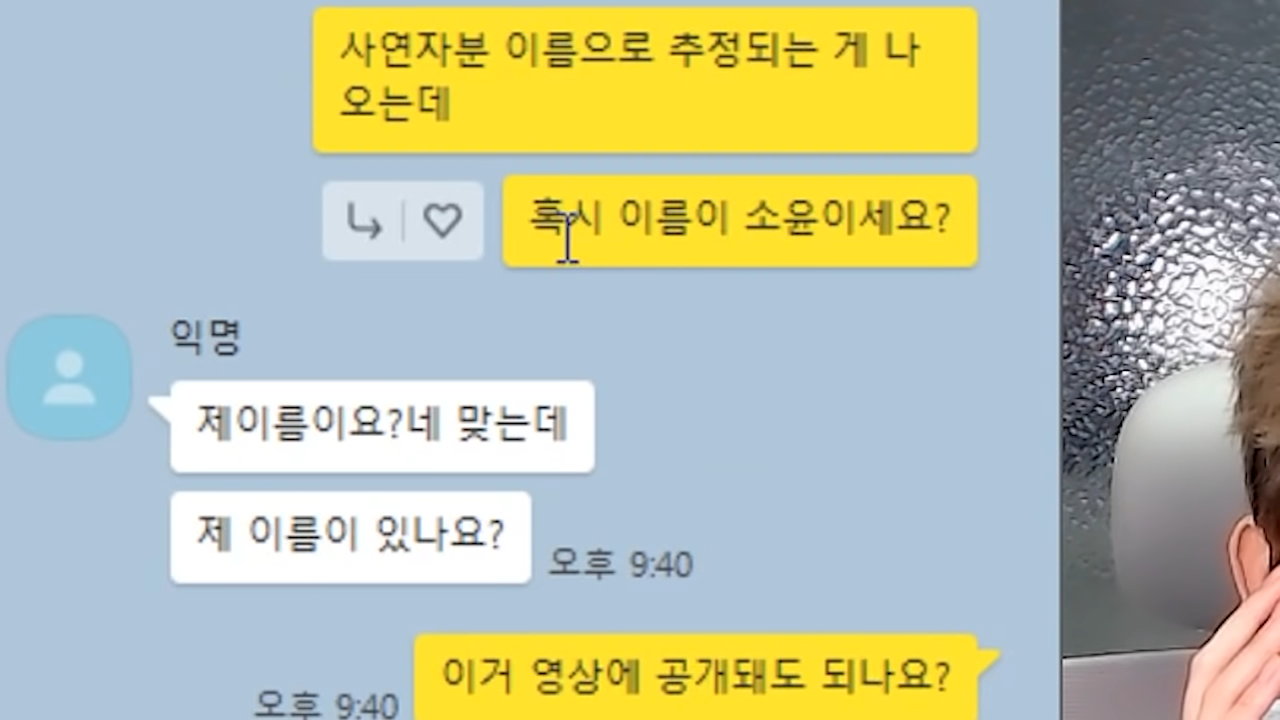 사연자분 이름으로 추정되는 게 나
오는데
혹시 이름이 소윤이세요?
익명
제이름이요?네 맞는데
제 이름이 있나요?
오후 9:40
이거 영상에 공개돼도 되나요?
오후 9:40